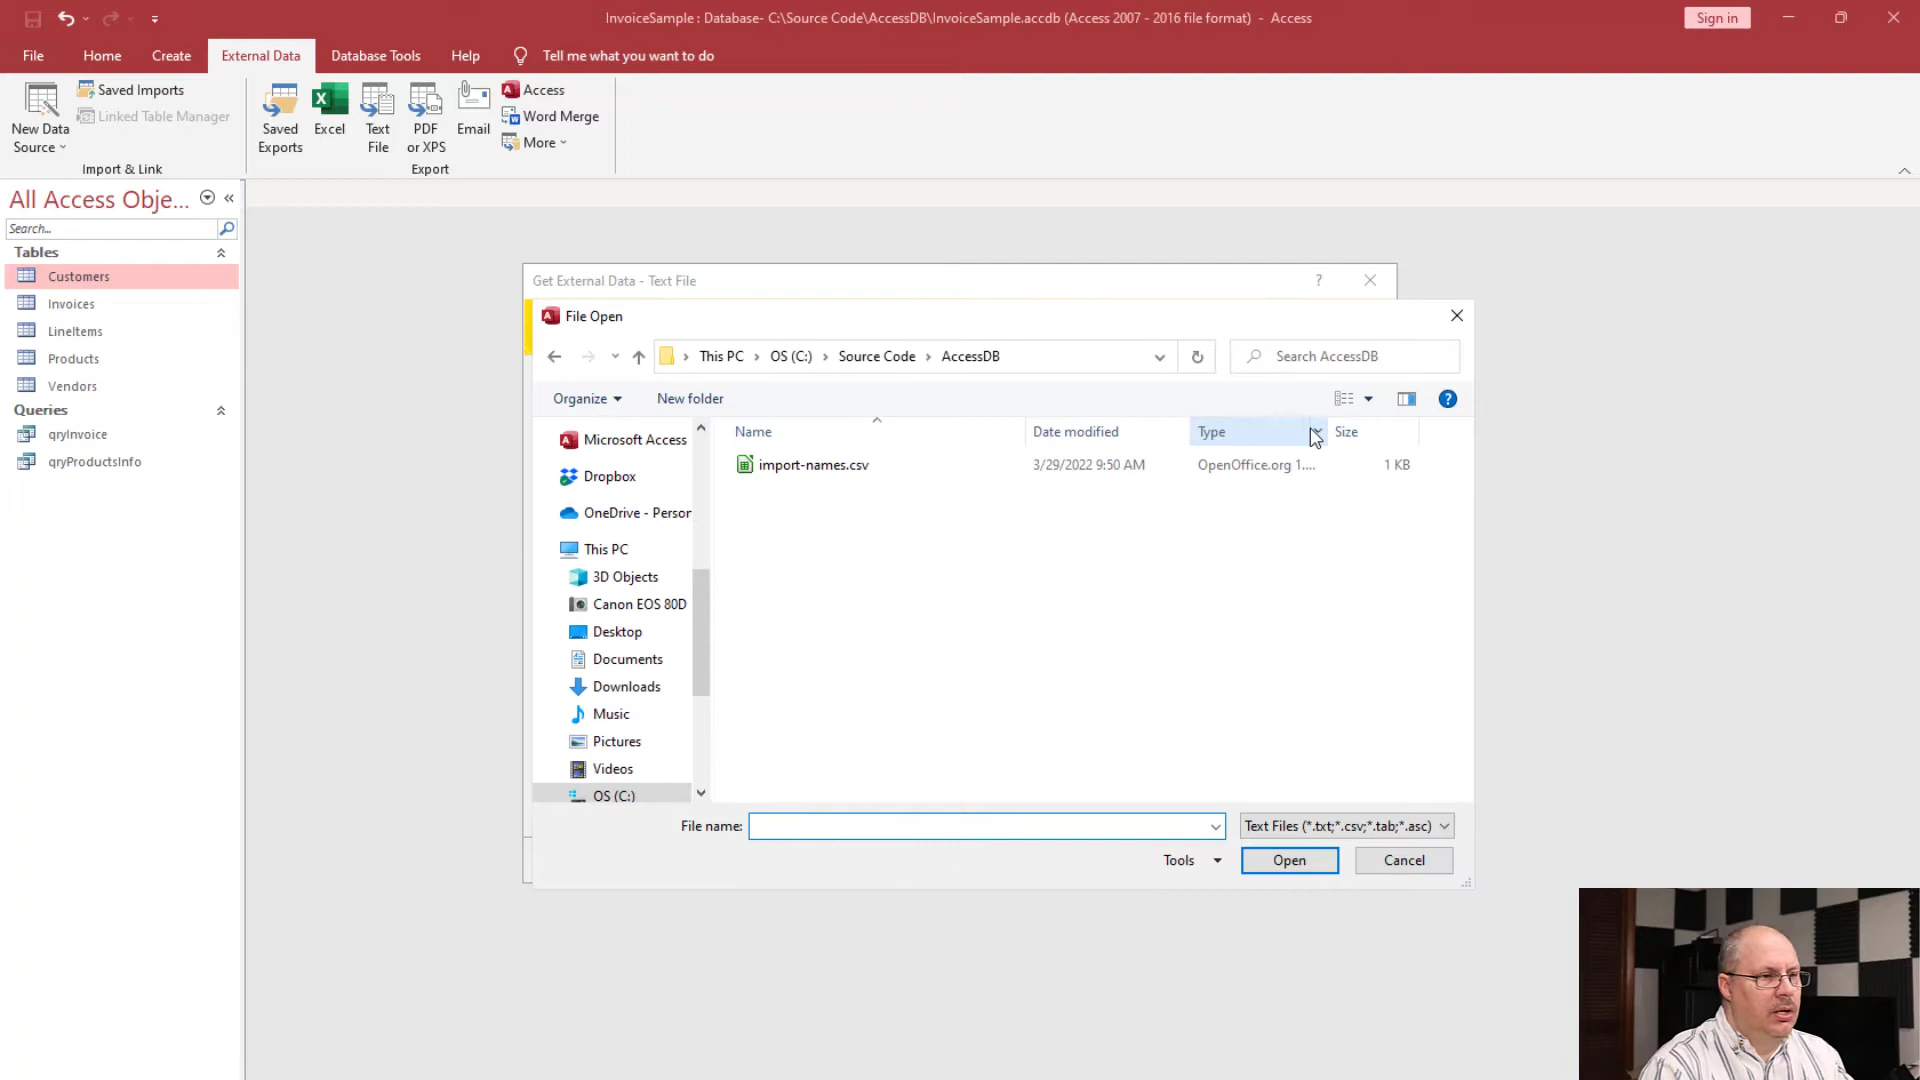 InvoiceSample : Database- C:\Source Code\AccessDB\InvoiceSample.accdb (Access 2007 - 2016 file format) - Access
Sign in
File
Home
Create
External Data
Database Tools
Help
Tell me what you want to do
New Data Source
Saved Imports
Linked Table Manager
Import & Link
Saved Exports
Excel
Text File
PDF or XPS
Email
Access
Word Merge
More
Export
All Access Obje...
Search...
Tables
Customers
Invoices
LineItems
Products
Vendors
Queries
qryInvoice
qryProductsInfo
Get External Data - Text File
?
File Open
This PC
OS (C:)
Source Code
AccessDB
Search AccessDB
Organize
New folder
Name
Date modified
Type
Size
import-names.csv
3/29/2022 9:50 AM
OpenOffice.org 1....
1 KB
Microsoft Access
Dropbox
OneDrive - Person
This PC
3D Objects
Canon EOS 80D
Desktop
Documents
Downloads
Music
Pictures
Videos
OS (C:)
File name:
Text Files (*.txt;*.csv;*.tab;*.asc)
Tools
Open
Cancel